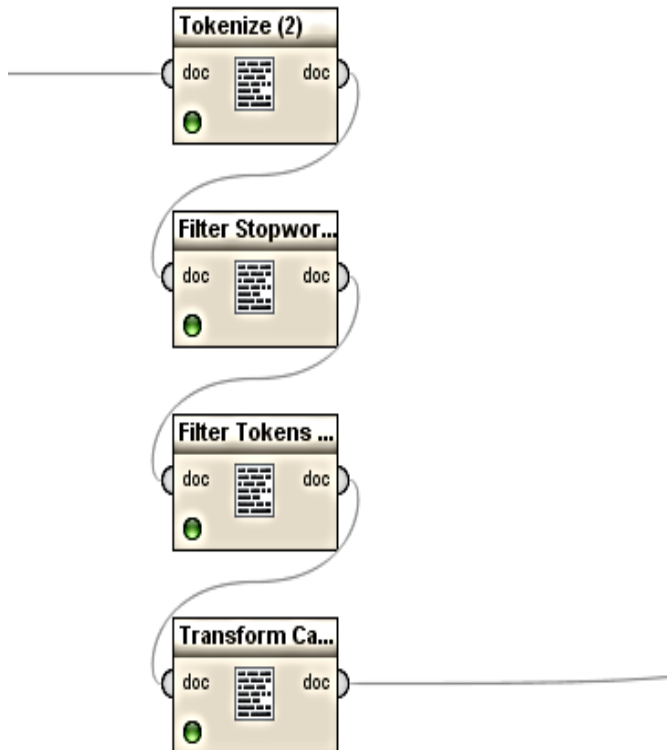 Tokenize (2)
doc doc
Filter Stopwor...
doc doc
Filter Tokens ...
doc doc
Transform Ca...
doc doc